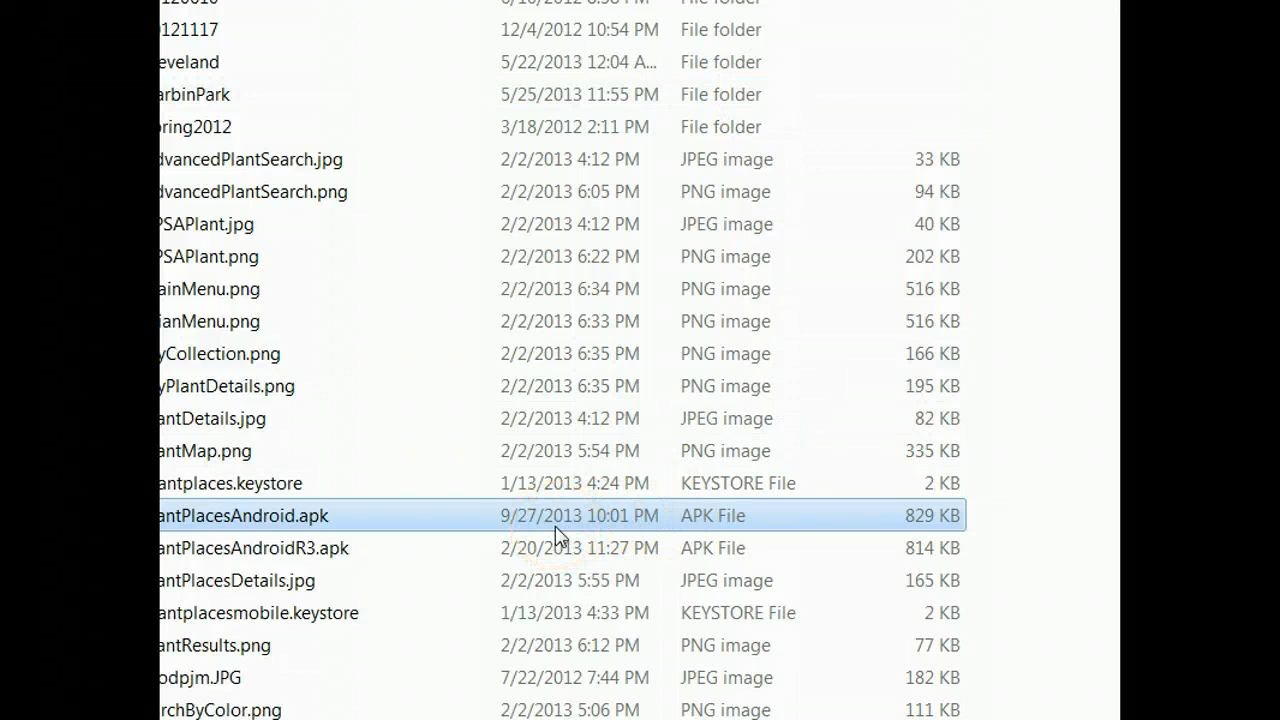 12/4/2012 10:54 PM File folder
121117
eveland 5/22/2013 12:04 A... File folder
arbinPark 5/25/2013 11:55 PM File folder
ring2012 3/18/2012 2:11 PM File folder
dvancedPlantSearch.jpg 2/2/2013 4:12 PM JPEG image 33 KB
dvancedPlantSearch.png 2/2/2013 6:05 PM PNG image 94 KB
PSAPlant.jpg 2/2/2013 4:12 PM JPEG image 40 KB
PSAPlant.png 2/2/2013 6:22 PM PNG image 202 KB
ainMenu.png 2/2/2013 6:34 PM PNG image 516 KB
ianMenu.png 2/2/2013 6:33 PM PNG image 516 KB
yCollection.png 2/2/2013 6:35 PM PNG image 166 KB
yPlantDetails.png 2/2/2013 6:35 PM PNG image 195 KB
antDetails.jpg 2/2/2013 4:12 PM JPEG image 82 KB
antMap.png 2/2/2013 5:54 PM PNG image 335 KB
antplaces.keystore 1/13/2013 4:24 PM KEYSTORE File 2 KB
antPlacesAndroid.apk 9/27/2013 10:01 PM APK File 829 KB
antPlacesAndroidR3.apk 2/20/2013 11:27 PM APK File 814 KB
antPlacesDetails.jpg 2/2/2013 5:55 PM JPEG image 165 KB
antplacesmobile.keystore 1/13/2013 4:33 PM KEYSTORE File 2 KB
antResults.png 2/2/2013 6:12 PM PNG image 77 KB
odpjm.JPG 7/22/2012 7:44 PM JPEG image 182 KB
rchByColor.png 2/2/2013 5:06 PM PNG image 111 KB